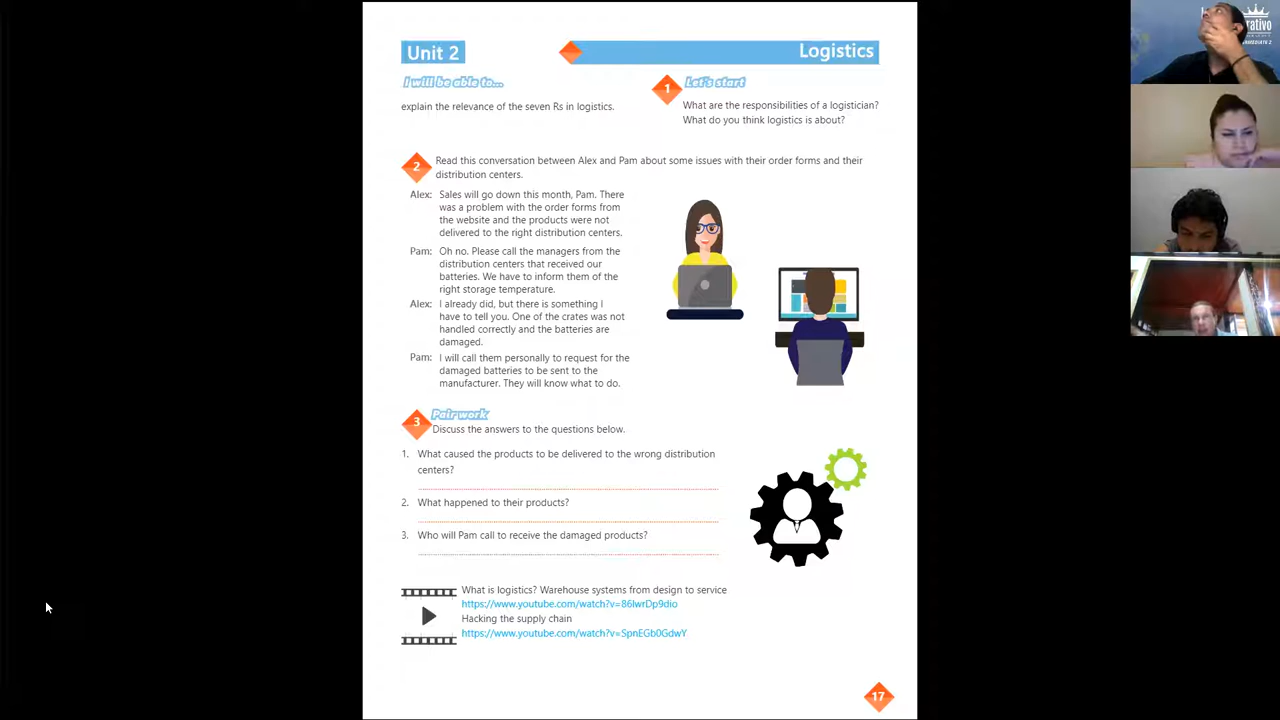 Unit 2
Logistics
I will be able to...
explain the relevance of the seven Rs in logistics.
1
Let's start
What are the responsibilities of a logistician?
What do you think logistics is about?
2
Read this conversation between Alex and Pam about some issues with their order forms and their
distribution centers.
Alex: Sales will go down this month, Pam. There
was a problem with the order forms from
the website and the products were not
delivered to the right distribution centers.
Pam: Oh no. Please call the managers from the
distribution centers that received our
batteries. We have to inform them of the
right storage temperature.
Alex: I already did, but there is something I
have to tell you. One of the crates was not
handled correctly and the batteries are
damaged.
Pam: I will call them personally to request for the
damaged batteries to be sent to the
manufacturer. They will know what to do.
3
Pair work
Discuss the answers to the questions below.
1. What caused the products to be delivered to the wrong distribution
centers?
2. What happened to their products?
3. Who will Pam call to receive the damaged products?
What is logistics? Warehouse systems from design to service
https://www.youtube.com/watch?v=86lwrDp9dio
Hacking the supply chain
https://www.youtube.com/watch?v=SpnEGb0GdwY
17